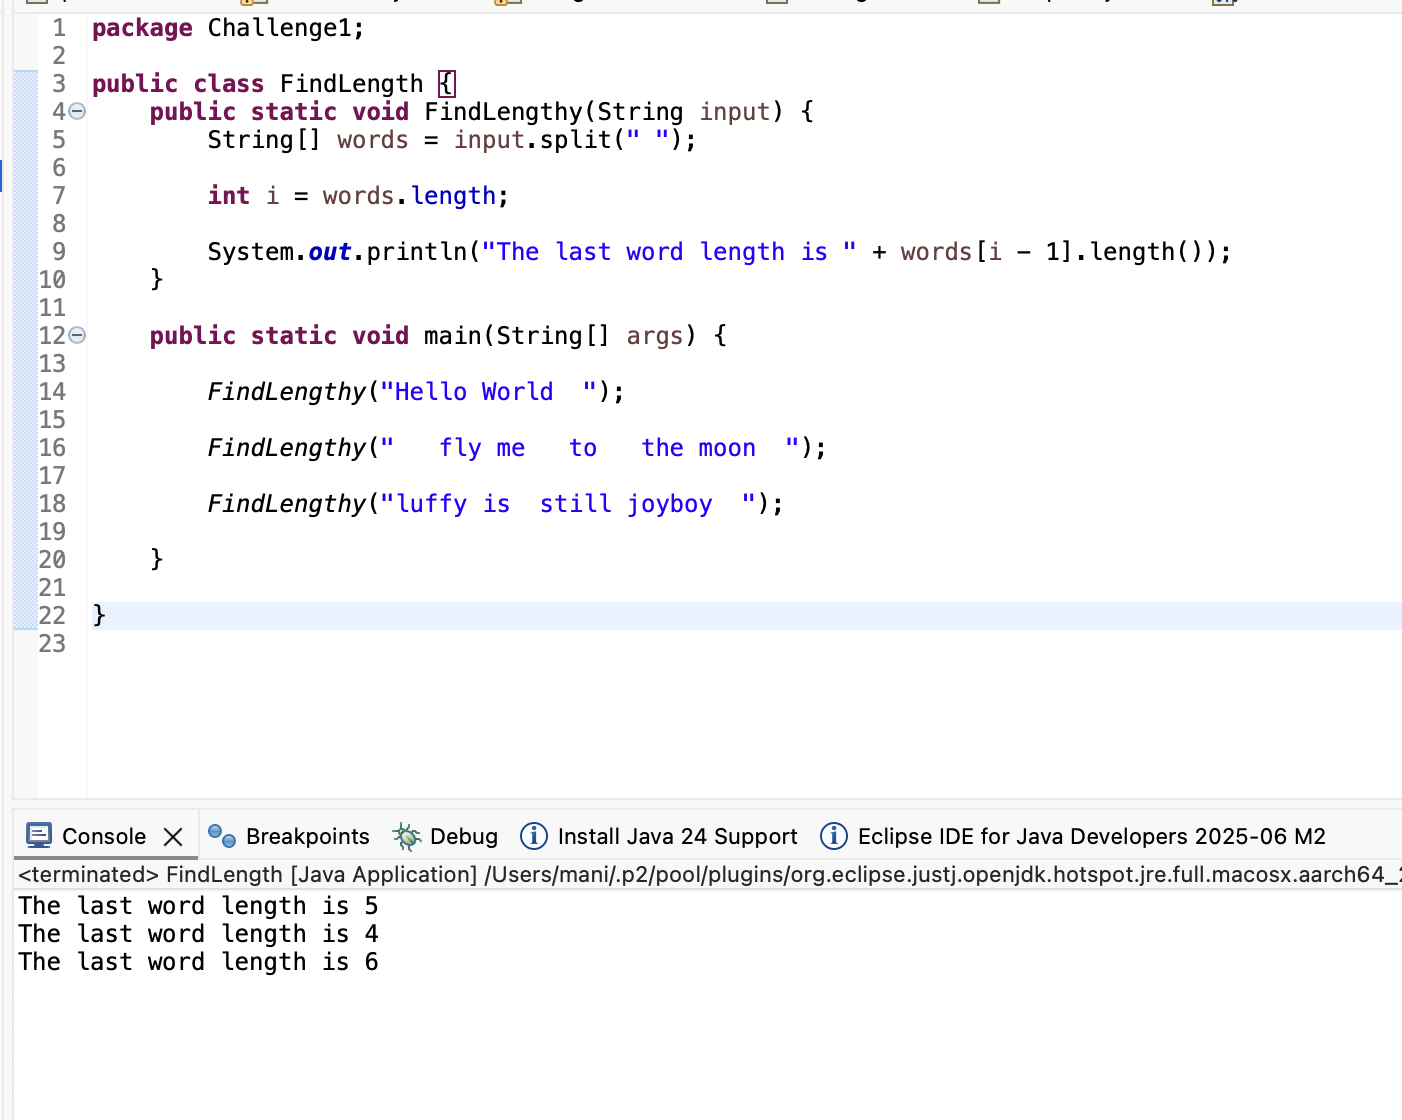 1 package Challenge1;
2
3 public class FindLength {
4     public static void FindLengthy(String input) {
5         String[] words = input.split(" ");
6
7         int i = words.length;
8
9         System.out.println("The last word length is " + words[i - 1].length());
10     }
11
12     public static void main(String[] args) {
13
14         FindLengthy("Hello World  ");
15
16         FindLengthy("   fly me   to   the moon  ");
17
18         FindLengthy("luffy is  still joyboy  ");
19
20     }
21
22 }
23
Console Breakpoints Debug Install Java 24 Support Eclipse IDE for Java Developers 2025-06 M2
<terminated> FindLength [Java Application] /Users/mani/.p2/pool/plugins/org.eclipse.justj.openjdk.hotspot.jre.full.macosx.aarch64_
The last word length is 5
The last word length is 4
The last word length is 6